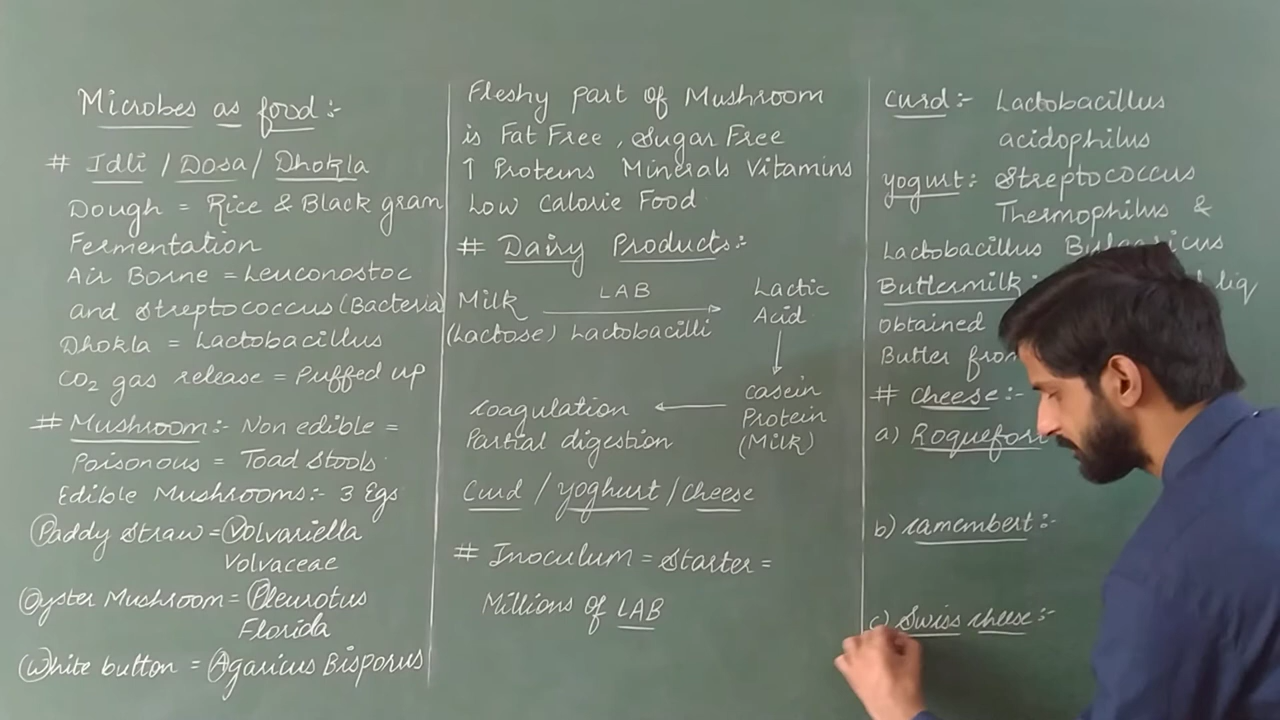 Microbes as food:-
# Idli / Dosa / Dhokla
Dough = Rice & Black gram
Fermentation
Air Borne = Leuconostoc
and Streptococcus (Bacteria)
Dhokla = Lactobacillus
CO2 gas release = Puffed up
# Mushroom:- Non edible =
Poisonous = Toad Stools
Edible Mushrooms:- 3 Egs
Paddy Straw = Volvariella
Volvaceae
Oyster Mushroom = Pleurotus
Florida
White button = Agaricus Bisporus
Fleshy part of Mushroom
is Fat Free, Sugar Free
↑ Proteins Minerals Vitamins
Low Calorie Food
# Dairy Products:-
Milk LAB Lactic
(Lactose) Lactobacilli Acid
Casein
Coagulation Protein
Partial digestion (Milk)
Curd / Yoghurt / Cheese
# Inoculum = Starter =
Millions of LAB
Curd:- Lactobacillus
acidophilus
Yogurt:- Streptococcus
Thermophilus &
Lactobacillus
Buttermilk liq
obtained
Butter
# Cheese:-
a)
b) Camembert:-
c) Swiss Cheese:-